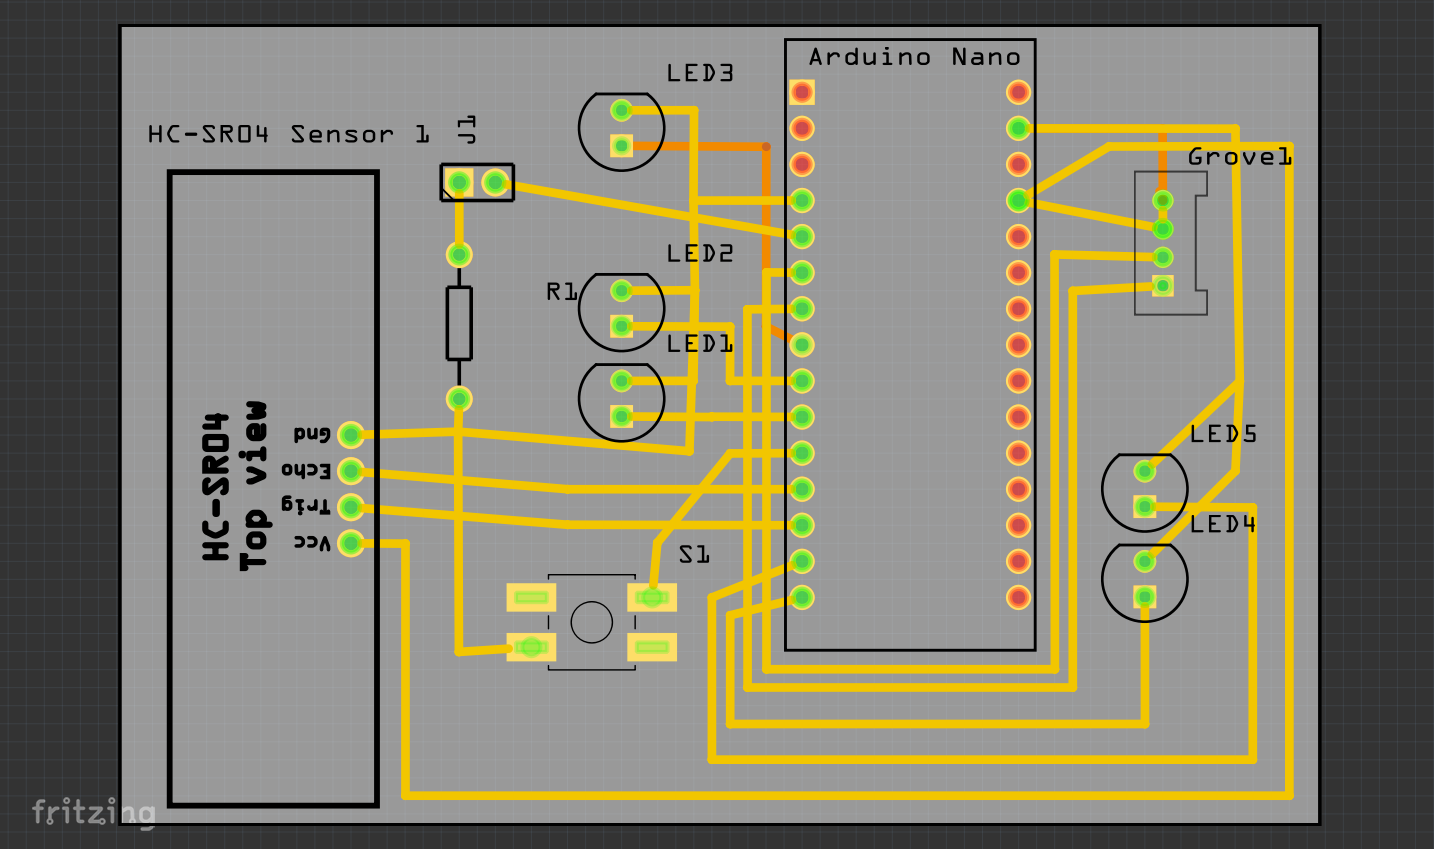 Arduino Nano
LED3
HC-SR04 Sensor 1
J1
Grove1
LED2
R1
LED1
HC-SR04
Top view
Gnd
Echo
Trig
Vcc
LED5
LED4
S1
fritzing